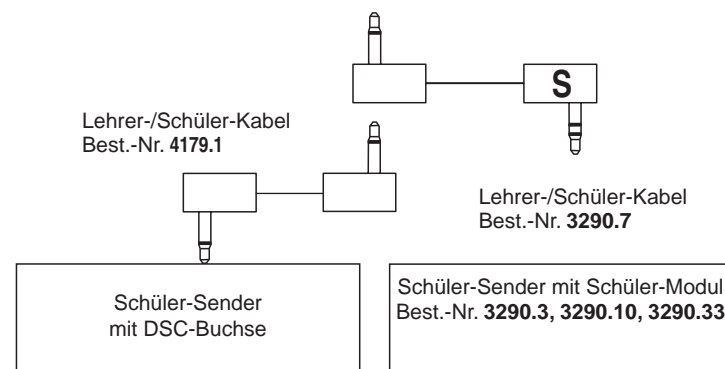 S
Lehrer-/Schüler-Kabel
Best.-Nr. 4179.1
Lehrer-/Schüler-Kabel
Best.-Nr. 3290.7
Schüler-Sender
mit DSC-Buchse
Schüler-Sender mit Schüler-Modul
Best.-Nr. 3290.3, 3290.10, 3290.33